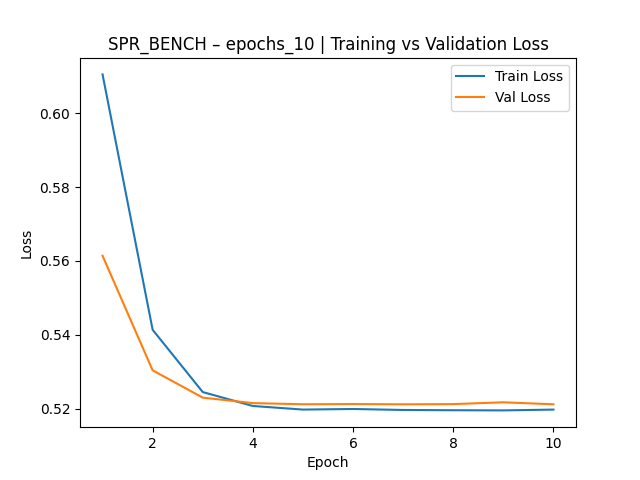 SPR_BENCH – epochs_10 | Training vs Validation Loss
Train Loss
Val Loss
Loss
0.60
0.58
0.56
0.54
0.52
2
4
6
8
10
Epoch